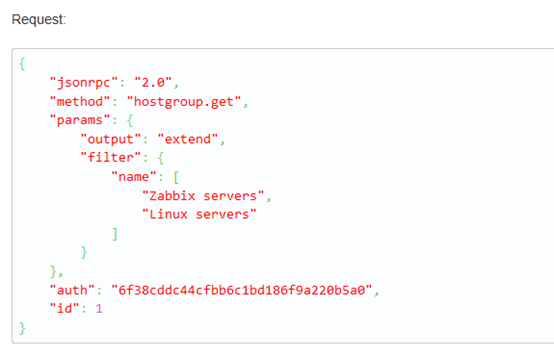 Request:
{
    "jsonrpc": "2.0",
    "method": "hostgroup.get",
    "params": {
        "output": "extend",
        "filter": {
            "name": [
                "Zabbix servers",
                "Linux servers"
            ]
        }
    },
    "auth": "6f38cddc44cfbb6c1bd186f9a220b5a0",
    "id": 1
}